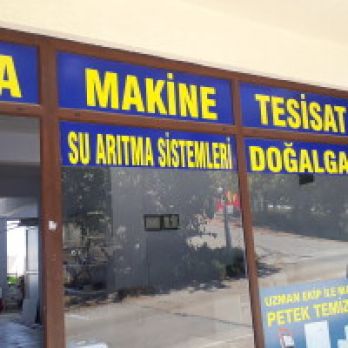 A MAKİNE TESİSAT
SU ARITMA SİSTEMLERİ DOĞALGA
UZMAN EKİP İLE
PETEK TEMİZ